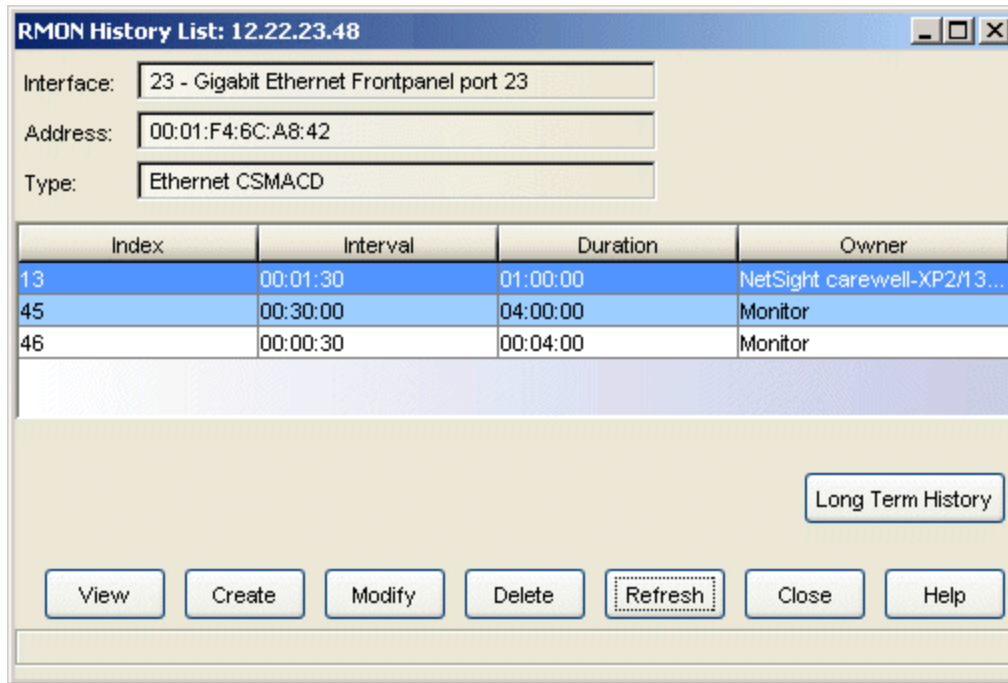 RMON History List: 12.22.23.48
Interface: 23 - Gigabit Ethernet Frontpanel port 23
Address: 00:01:F4:6C:A8:42
Type: Ethernet CSMACD
Index Interval Duration Owner
13 00:01:30 01:00:00 NetSight carewell-XP2/13...
45 00:30:00 04:00:00 Monitor
46 00:00:30 00:04:00 Monitor
Long Term History
View Create Modify Delete Refresh Close Help